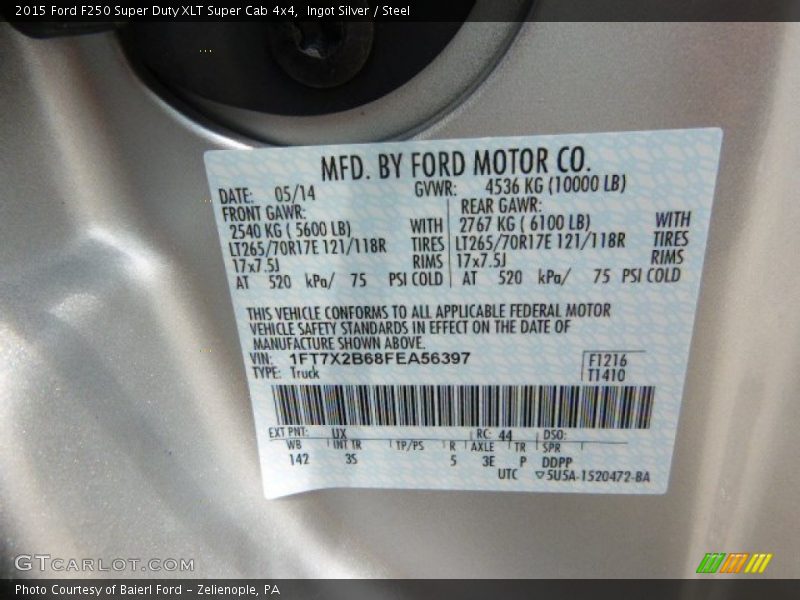 2015 Ford F250 Super Duty XLT Super Cab 4x4, Ingot Silver / Steel
MFD. BY FORD MOTOR CO.
DATE: 05/14 GVWR: 4536 KG (10000 LB)
FRONT GAWR: REAR GAWR:
2540 KG ( 5600 LB) WITH 2767 KG ( 6100 LB) WITH
LT265/70R17E 121/118R TIRES LT265/70R17E 121/118R TIRES
17x7.5J RIMS 17x7.5J RIMS
AT 520 kPa/ 75 PSI COLD AT 520 kPa/ 75 PSI COLD
THIS VEHICLE CONFORMS TO ALL APPLICABLE FEDERAL MOTOR
VEHICLE SAFETY STANDARDS IN EFFECT ON THE DATE OF
MANUFACTURE SHOWN ABOVE.
VIN: 1FT7X2B68FEA56397 F1216
TYPE: Truck T1410
EXT PNT: UX RC: 44 DSO:
WB INT TR TP/PS R AXLE TR SPR
142 3S 5 3E P DDPP
UTC ▽5U5A-1520472-BA
GTCARLOT.COM
Photo Courtesy of Baierl Ford - Zelienople, PA